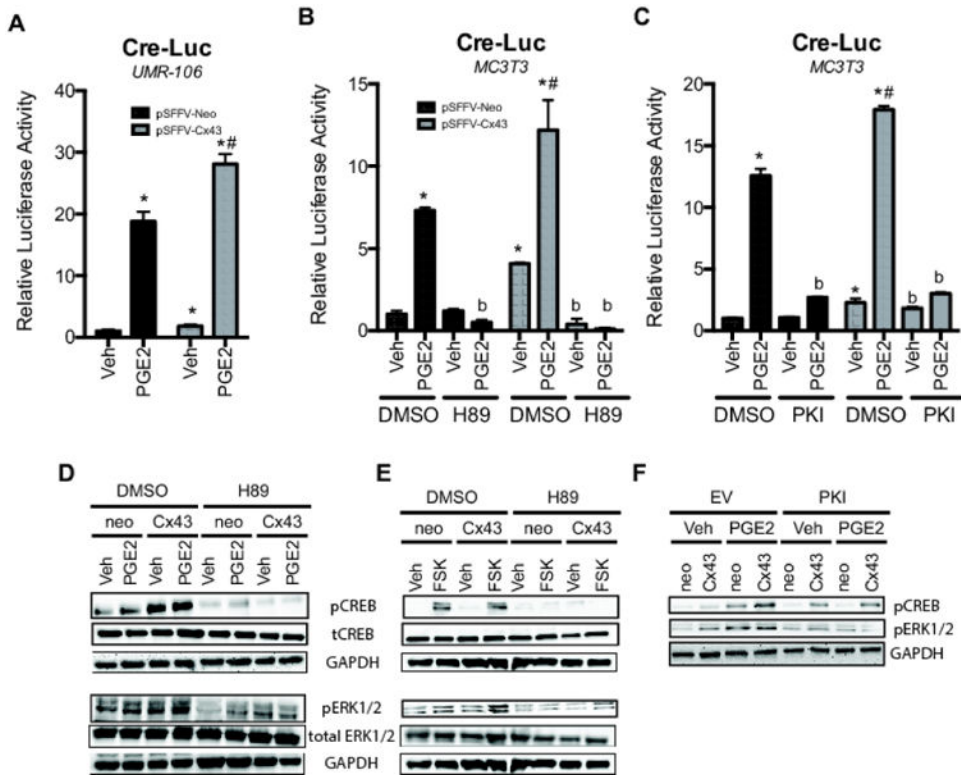 A
Cre-Luc
UMR-106
Relative Luciferase Activity
40
30
20
10
0
pSFFV-Neo
pSFFV-Cx43
*
*
*#
Veh
PGE2
Veh
PGE2
B
Cre-Luc
MC3T3
Relative Luciferase Activity
15
10
5
0
pSFFV-Neo
pSFFV-Cx43
*
b
*
*#
b
b
Veh
PGE2
Veh
PGE2
Veh
PGE2
Veh
PGE2
DMSO
H89
DMSO
H89
C
Cre-Luc
MC3T3
Relative Luciferase Activity
20
15
10
5
0
*
b
*
*#
b
b
Veh
PGE2
Veh
PGE2
Veh
PGE2
Veh
PGE2
DMSO
PKI
DMSO
PKI
D
DMSO H89
neo Cx43 neo Cx43
Veh PGE2 Veh PGE2 Veh PGE2 Veh PGE2
pCREB
tCREB
GAPDH
pERK1/2
total ERK1/2
GAPDH
E
DMSO H89
neo Cx43 neo Cx43
Veh FSK Veh FSK Veh FSK Veh FSK
F
EV PKI
Veh PGE2 Veh PGE2
neo Cx43 neo Cx43 neo Cx43 neo Cx43
pCREB
pERK1/2
GAPDH